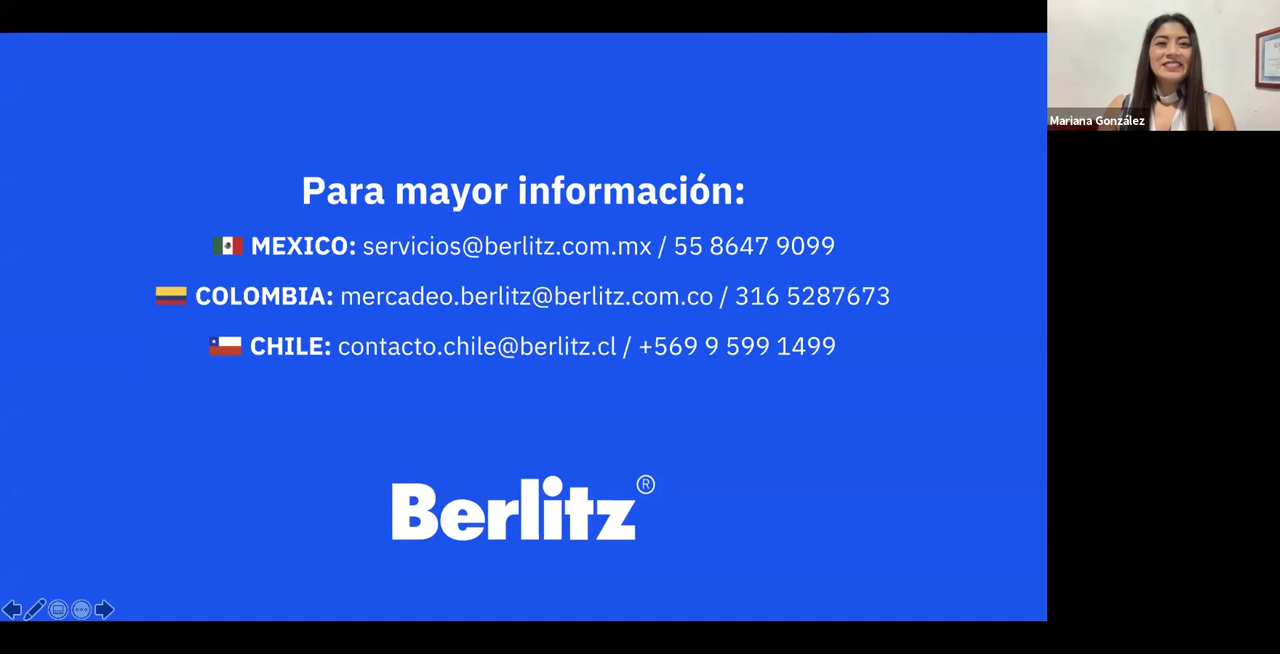 Para mayor información:
MEXICO: servicios@berlitz.com.mx / 55 8647 9099
COLOMBIA: mercadeo.berlitz@berlitz.com.co / 316 5287673
CHILE: contacto.chile@berlitz.cl / +569 9 599 1499
Berlitz®
Mariana González